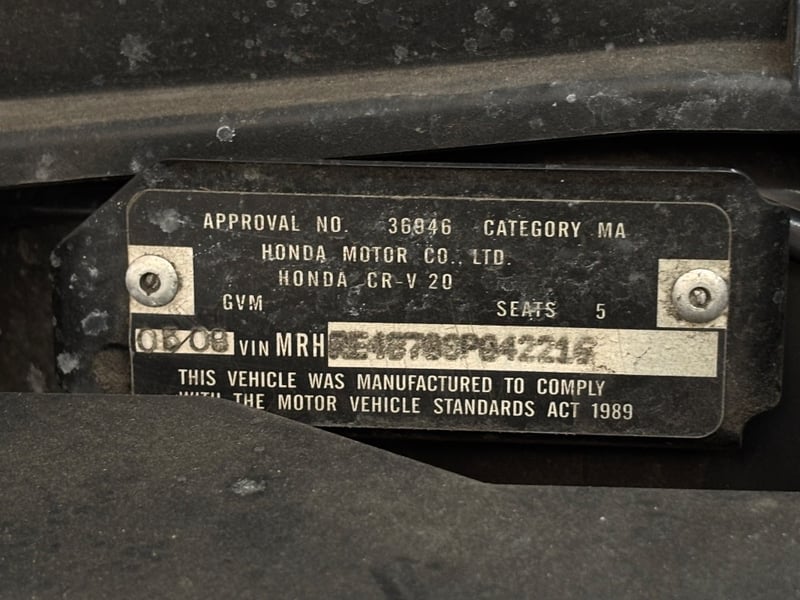 APPROVAL NO. 36946 CATEGORY MA
HONDA MOTOR CO., LTD.
HONDA CR-V 20
GVM SEATS 5
VIN MRH
THIS VEHICLE WAS MANUFACTURED TO COMPLY
WITH THE MOTOR VEHICLE STANDARDS ACT 1989